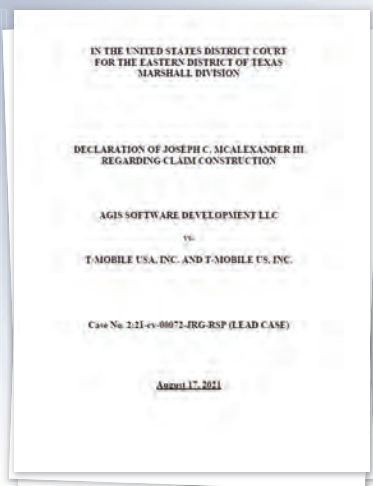 IN THE UNITED STATES DISTRICT COURT
FOR THE EASTERN DISTRICT OF TEXAS
MARSHALL DIVISION
DECLARATION OF JOSEPH C. MCALEXANDER III
REGARDING CLAIM CONSTRUCTION
AGIS SOFTWARE DEVELOPMENT LLC
vs.
T-MOBILE USA, INC. AND T-MOBILE US, INC.
Case No. 2:21-cv-00072-JRG-RSP (LEAD CASE)
August 17, 2021